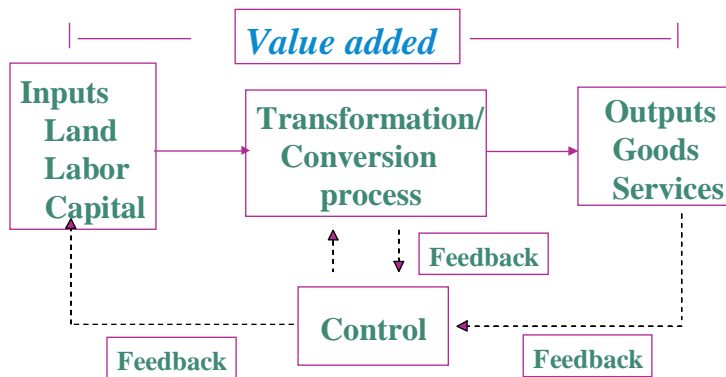 Value added
Inputs
Land
Labor
Capital
Transformation/
Conversion
process
Outputs
Goods
Services
Feedback
Control
Feedback
Feedback